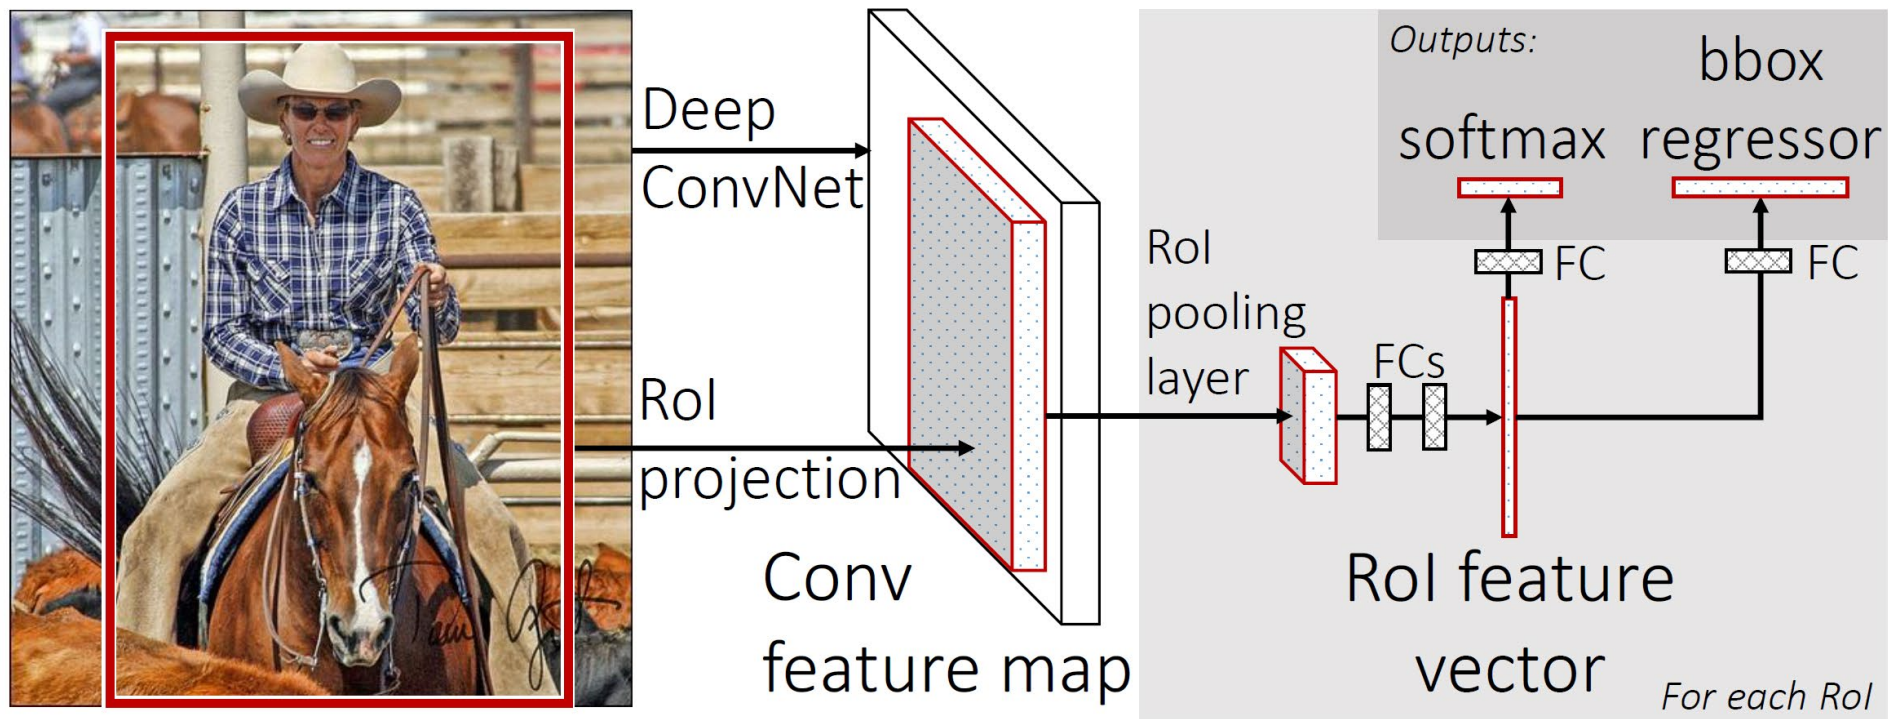 Deep
ConvNet
RoI
projection
Conv
feature map
RoI
pooling
layer
FCs
Outputs:
softmax
bbox
regressor
FC
FC
RoI feature
vector
For each RoI